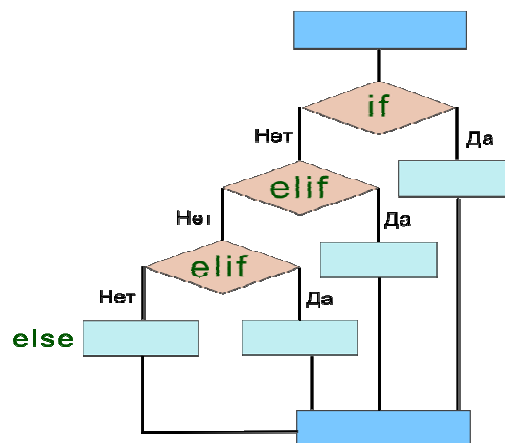 if
Нет
Да
elif
Нет
Да
elif
Нет
Да
else